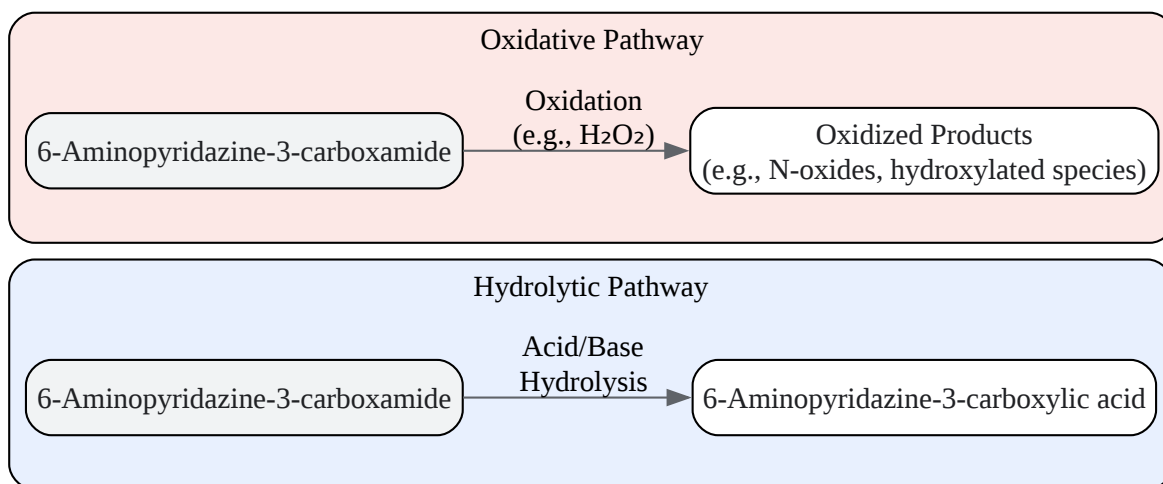 Oxidative Pathway
Oxidation
(e.g., H₂O₂)
6-Aminopyridazine-3-carboxamide
Oxidized Products
(e.g., N-oxides, hydroxylated species)
Hydrolytic Pathway
Acid/Base
Hydrolysis
6-Aminopyridazine-3-carboxamide
6-Aminopyridazine-3-carboxylic acid